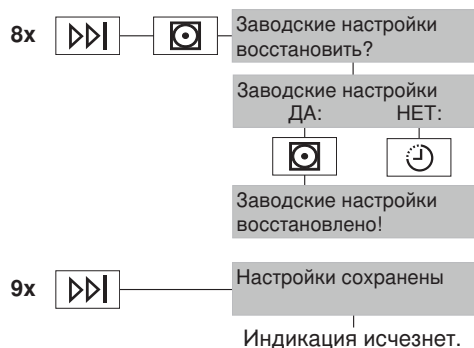 8x
Заводские настройки
восстановить?
Заводские настройки
ДА: НЕТ:
Заводские настройки
восстановлено!
9x
Настройки сохранены
Индикация исчезнет.